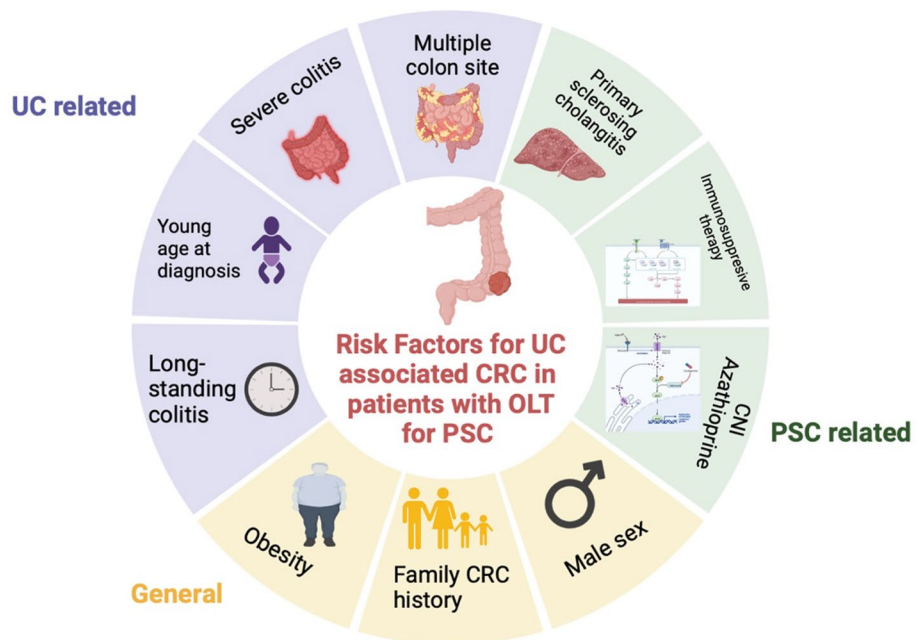 UC related
Severe colitis
Multiple
colon site
Primary
sclerosing
cholangitis
Immunosuppresive
therapy
CNI
Azathioprine
PSC related
Male sex
Family CRC
history
Obesity
General
Long-
standing
colitis
Young
age at
diagnosis
Risk Factors for UC
associated CRC in
patients with OLT
for PSC